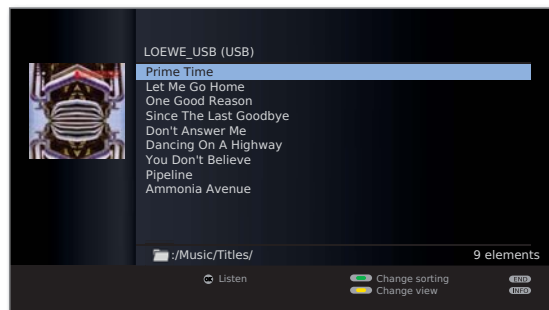 LOEWE_USB (USB)
Prime Time
Let Me Go Home
One Good Reason
Since The Last Goodbye
Don't Answer Me
Dancing On A Highway
You Don't Believe
Pipeline
Ammonia Avenue
:/Music/Titles/ 9 elements
OK Listen Change sorting END
Change view INFO